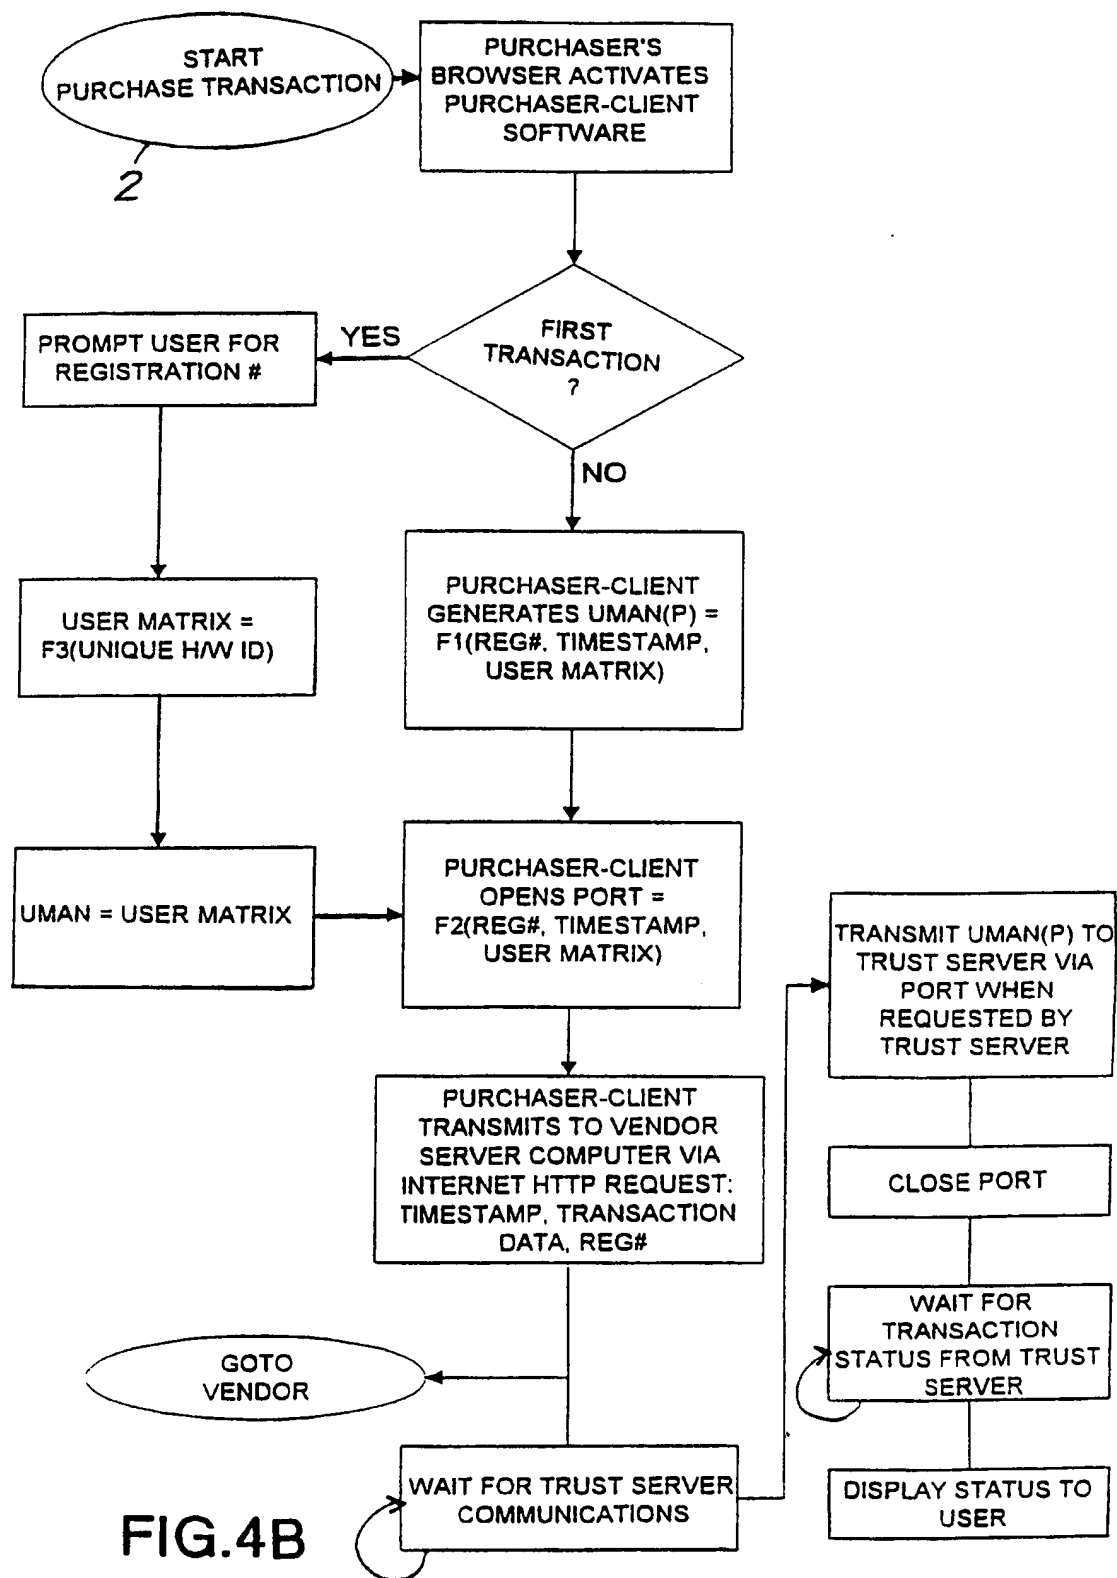 START
PURCHASE TRANSACTION
2
PURCHASER'S
BROWSER ACTIVATES
PURCHASER-CLIENT
SOFTWARE
FIRST
TRANSACTION
?
YES
NO
PROMPT USER FOR
REGISTRATION #
USER MATRIX =
F3(UNIQUE H/W ID)
UMAN = USER MATRIX
PURCHASER-CLIENT
GENERATES UMAN(P) =
F1(REG#, TIMESTAMP,
USER MATRIX)
PURCHASER-CLIENT
OPENS PORT =
F2(REG#, TIMESTAMP,
USER MATRIX)
PURCHASER-CLIENT
TRANSMITS TO VENDOR
SERVER COMPUTER VIA
INTERNET HTTP REQUEST:
TIMESTAMP, TRANSACTION
DATA, REG#
GOTO
VENDOR
WAIT FOR TRUST SERVER
COMMUNICATIONS
TRANSMIT UMAN(P) TO
TRUST SERVER VIA
PORT WHEN
REQUESTED BY
TRUST SERVER
CLOSE PORT
WAIT FOR
TRANSACTION
STATUS FROM TRUST
SERVER
DISPLAY STATUS TO
USER
FIG.4B